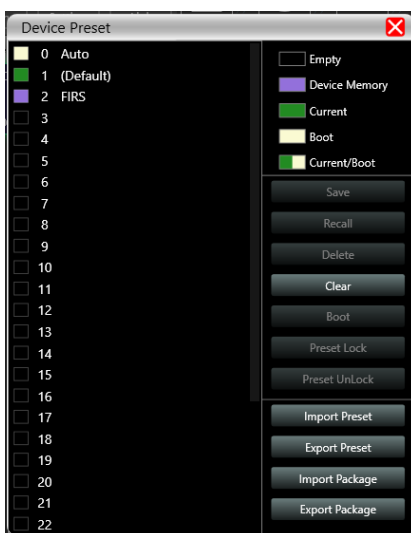 Device Preset
0 Auto
1 (Default)
2 FIRS
3
4
5
6
7
8
9
10
11
12
13
14
15
16
17
18
19
20
21
22
Empty
Device Memory
Current
Boot
Current/Boot
Save
Recall
Delete
Clear
Boot
Preset Lock
Preset UnLock
Import Preset
Export Preset
Import Package
Export Package